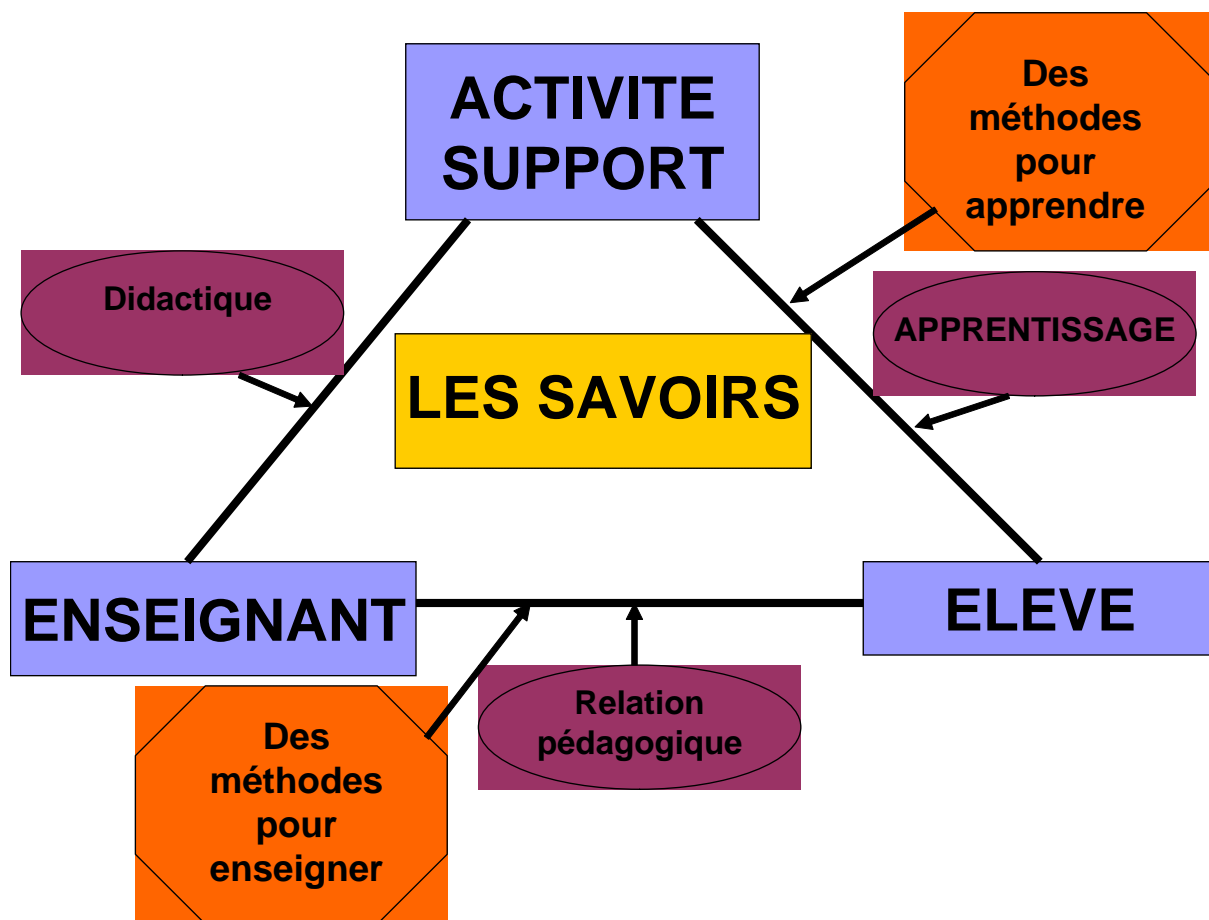 ACTIVITE
SUPPORT
Des
méthodes
pour
apprendre
Didactique
APPRENTISSAGE
LES SAVOIRS
ENSEIGNANT
ELEVE
Relation
pédagogique
Des
méthodes
pour
enseigner